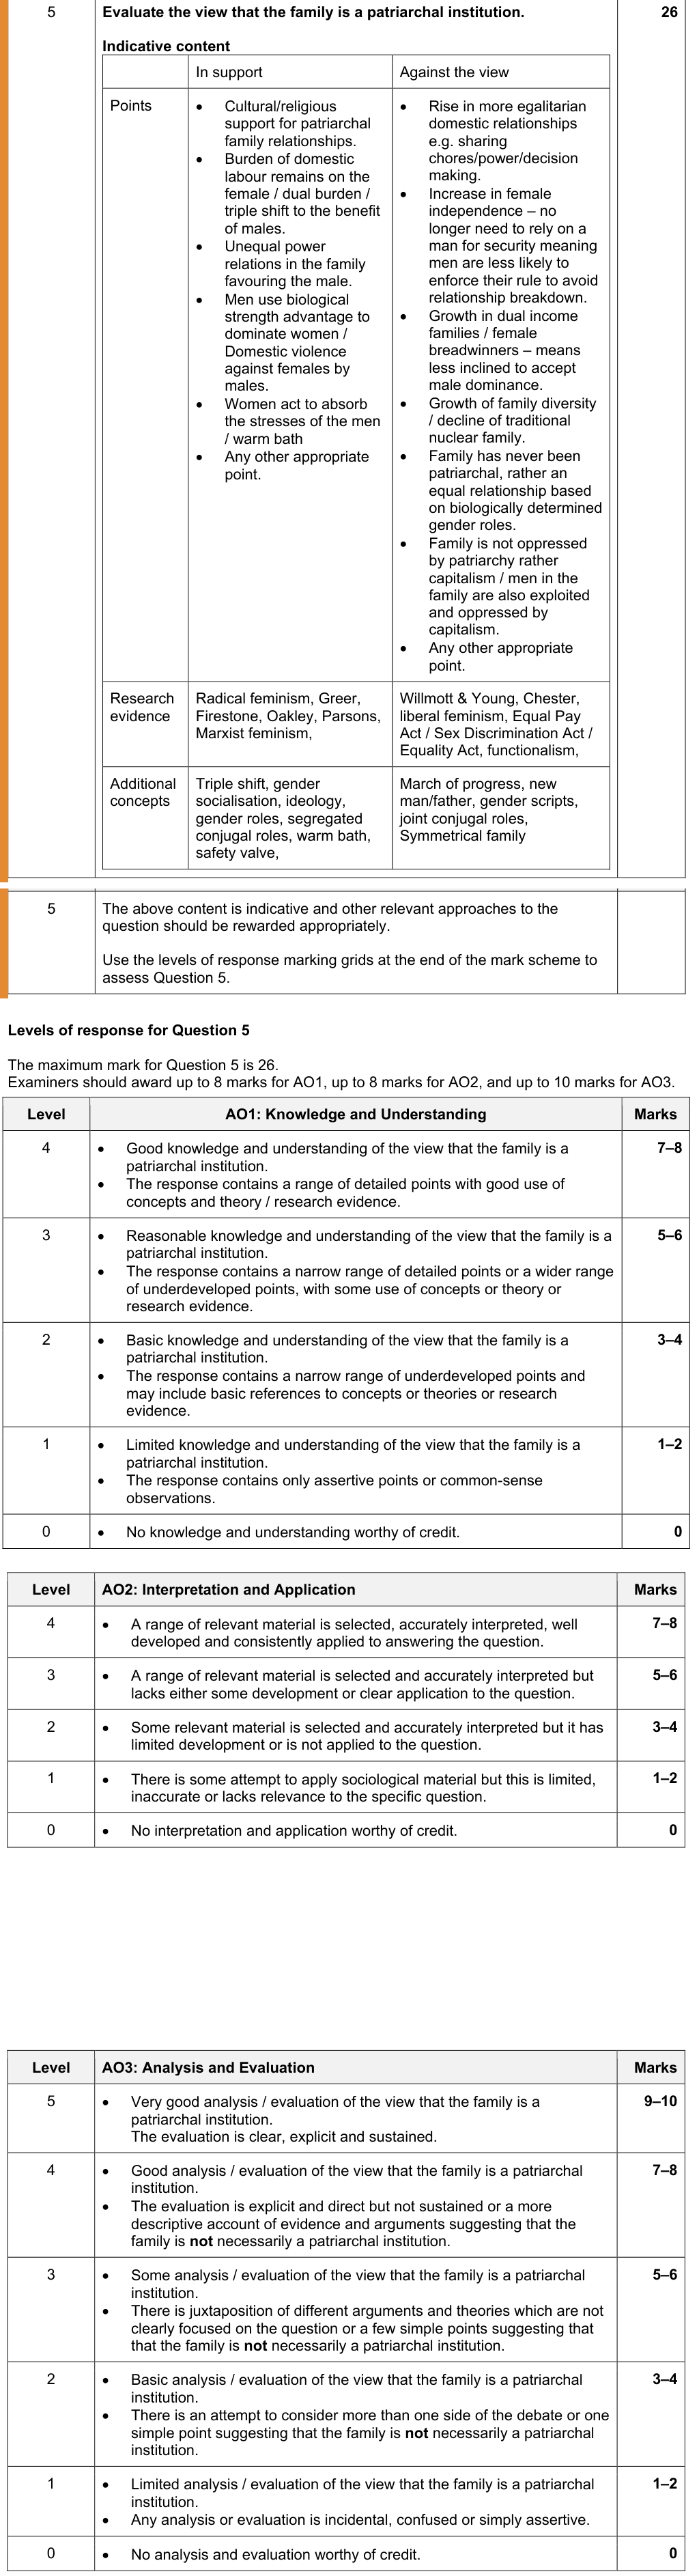 5 Evaluate the view that the family is a patriarchal institution. 26
Indicative content
In support Against the view
Points
• Cultural/religious
support for patriarchal
family relationships.
• Burden of domestic
labour remains on the
female / dual burden /
triple shift to the benefit
of males.
• Unequal power
relations in the family
favouring the male.
• Men use biological
strength advantage to
dominate women /
Domestic violence
against females by
males.
• Women act to absorb
the stresses of the men
/ warm bath
• Any other appropriate
point.
• Rise in more egalitarian
domestic relationships
e.g. sharing
chores/power/decision
making.
• Increase in female
independence – no
longer need to rely on a
man for security meaning
men are less likely to
enforce their rule to avoid
relationship breakdown.
• Growth in dual income
families / female
breadwinners – means
less inclined to accept
male dominance.
• Growth of family diversity
/ decline of traditional
nuclear family.
• Family has never been
patriarchal, rather an
equal relationship based
on biologically determined
gender roles.
• Family is not oppressed
by patriarchy rather
capitalism / men in the
family are also exploited
and oppressed by
capitalism.
• Any other appropriate
point.
Research
evidence
Radical feminism, Greer,
Firestone, Oakley, Parsons,
Marxist feminism,
Willmott & Young, Chester,
liberal feminism, Equal Pay
Act / Sex Discrimination Act /
Equality Act, functionalism,
Additional
concepts
Triple shift, gender
socialisation, ideology,
gender roles, segregated
conjugal roles, warm bath,
safety valve,
March of progress, new
man/father, gender scripts,
joint conjugal roles,
Symmetrical family
5 The above content is indicative and other relevant approaches to the
question should be rewarded appropriately.
Use the levels of response marking grids at the end of the mark scheme to
assess Question 5.
Levels of response for Question 5
The maximum mark for Question 5 is 26.
Examiners should award up to 8 marks for AO1, up to 8 marks for AO2, and up to 10 marks for AO3.
Level AO1: Knowledge and Understanding Marks
4 • Good knowledge and understanding of the view that the family is a 7–8
patriarchal institution.
• The response contains a range of detailed points with good use of
concepts and theory / research evidence.
3 • Reasonable knowledge and understanding of the view that the family is a 5–6
patriarchal institution.
• The response contains a narrow range of detailed points or a wider range
of underdeveloped points, with some use of concepts or theory or
research evidence.
2 • Basic knowledge and understanding of the view that the family is a 3–4
patriarchal institution.
• The response contains a narrow range of underdeveloped points and
may include basic references to concepts or theories or research
evidence.
1 • Limited knowledge and understanding of the view that the family is a 1–2
patriarchal institution.
• The response contains only assertive points or common-sense
observations.
0 • No knowledge and understanding worthy of credit. 0
Level AO2: Interpretation and Application Marks
4 • A range of relevant material is selected, accurately interpreted, well 7–8
developed and consistently applied to answering the question.
3 • A range of relevant material is selected and accurately interpreted but 5–6
lacks either some development or clear application to the question.
2 • Some relevant material is selected and accurately interpreted but it has 3–4
limited development or is not applied to the question.
1 • There is some attempt to apply sociological material but this is limited, 1–2
inaccurate or lacks relevance to the specific question.
0 • No interpretation and application worthy of credit. 0
Level AO3: Analysis and Evaluation Marks
5 • Very good analysis / evaluation of the view that the family is a 9–10
patriarchal institution.
The evaluation is clear, explicit and sustained.
4 • Good analysis / evaluation of the view that the family is a patriarchal 7–8
institution.
• The evaluation is explicit and direct but not sustained or a more
descriptive account of evidence and arguments suggesting that the
family is not necessarily a patriarchal institution.
3 • Some analysis / evaluation of the view that the family is a patriarchal 5–6
institution.
• There is juxtaposition of different arguments and theories which are not
clearly focused on the question or a few simple points suggesting that
that the family is not necessarily a patriarchal institution.
2 • Basic analysis / evaluation of the view that the family is a patriarchal 3–4
institution.
• There is an attempt to consider more than one side of the debate or one
simple point suggesting that the family is not necessarily a patriarchal
institution.
1 • Limited analysis / evaluation of the view that the family is a patriarchal 1–2
institution.
• Any analysis or evaluation is incidental, confused or simply assertive.
0 • No analysis and evaluation worthy of credit. 0